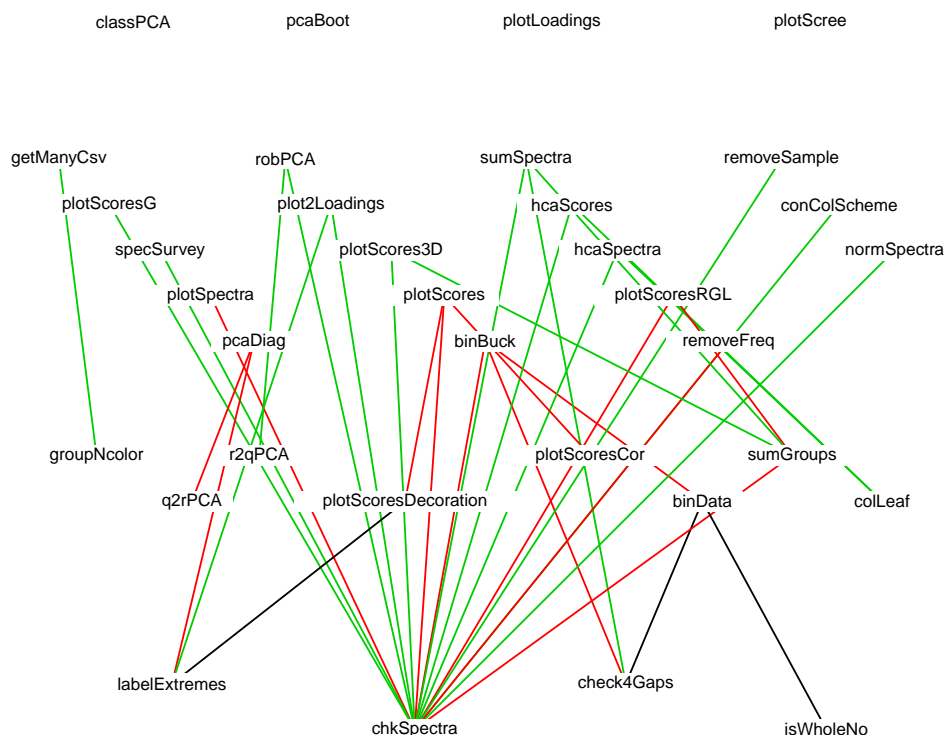 classPCA
pcaBoot
plotLoadings
plotScree
getManyCsv
robPCA
sumSpectra
removeSample
plotScoresG
plot2Loadings
hcaScores
conColScheme
specSurvey
plotScores3D
hcaSpectra
normSpectra
plotSpectra
plotScores
plotScoresRGL
pcaDiag
binBuck
removeFreq
groupNcolor
r2qPCA
plotScoresCor
sumGroups
q2rPCA
plotScoresDecoration
binData
colLeaf
labelExtremes
check4Gaps
chkSpectra
isWholeNo